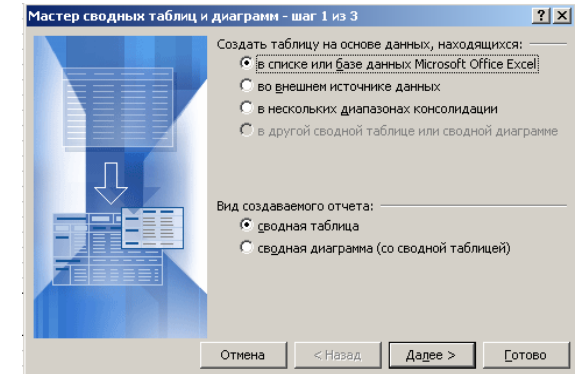 Мастер сводных таблиц и диаграмм - шаг 1 из 3
Создать таблицу на основе данных, находящихся:
в списке или базе данных Microsoft Office Excel
во внешнем источнике данных
в нескольких диапазонах консолидации
в другой сводной таблице или сводной диаграмме
Вид создаваемого отчета:
сводная таблица
сводная диаграмма (со сводной таблицей)
Отмена < Назад Далее > Готово